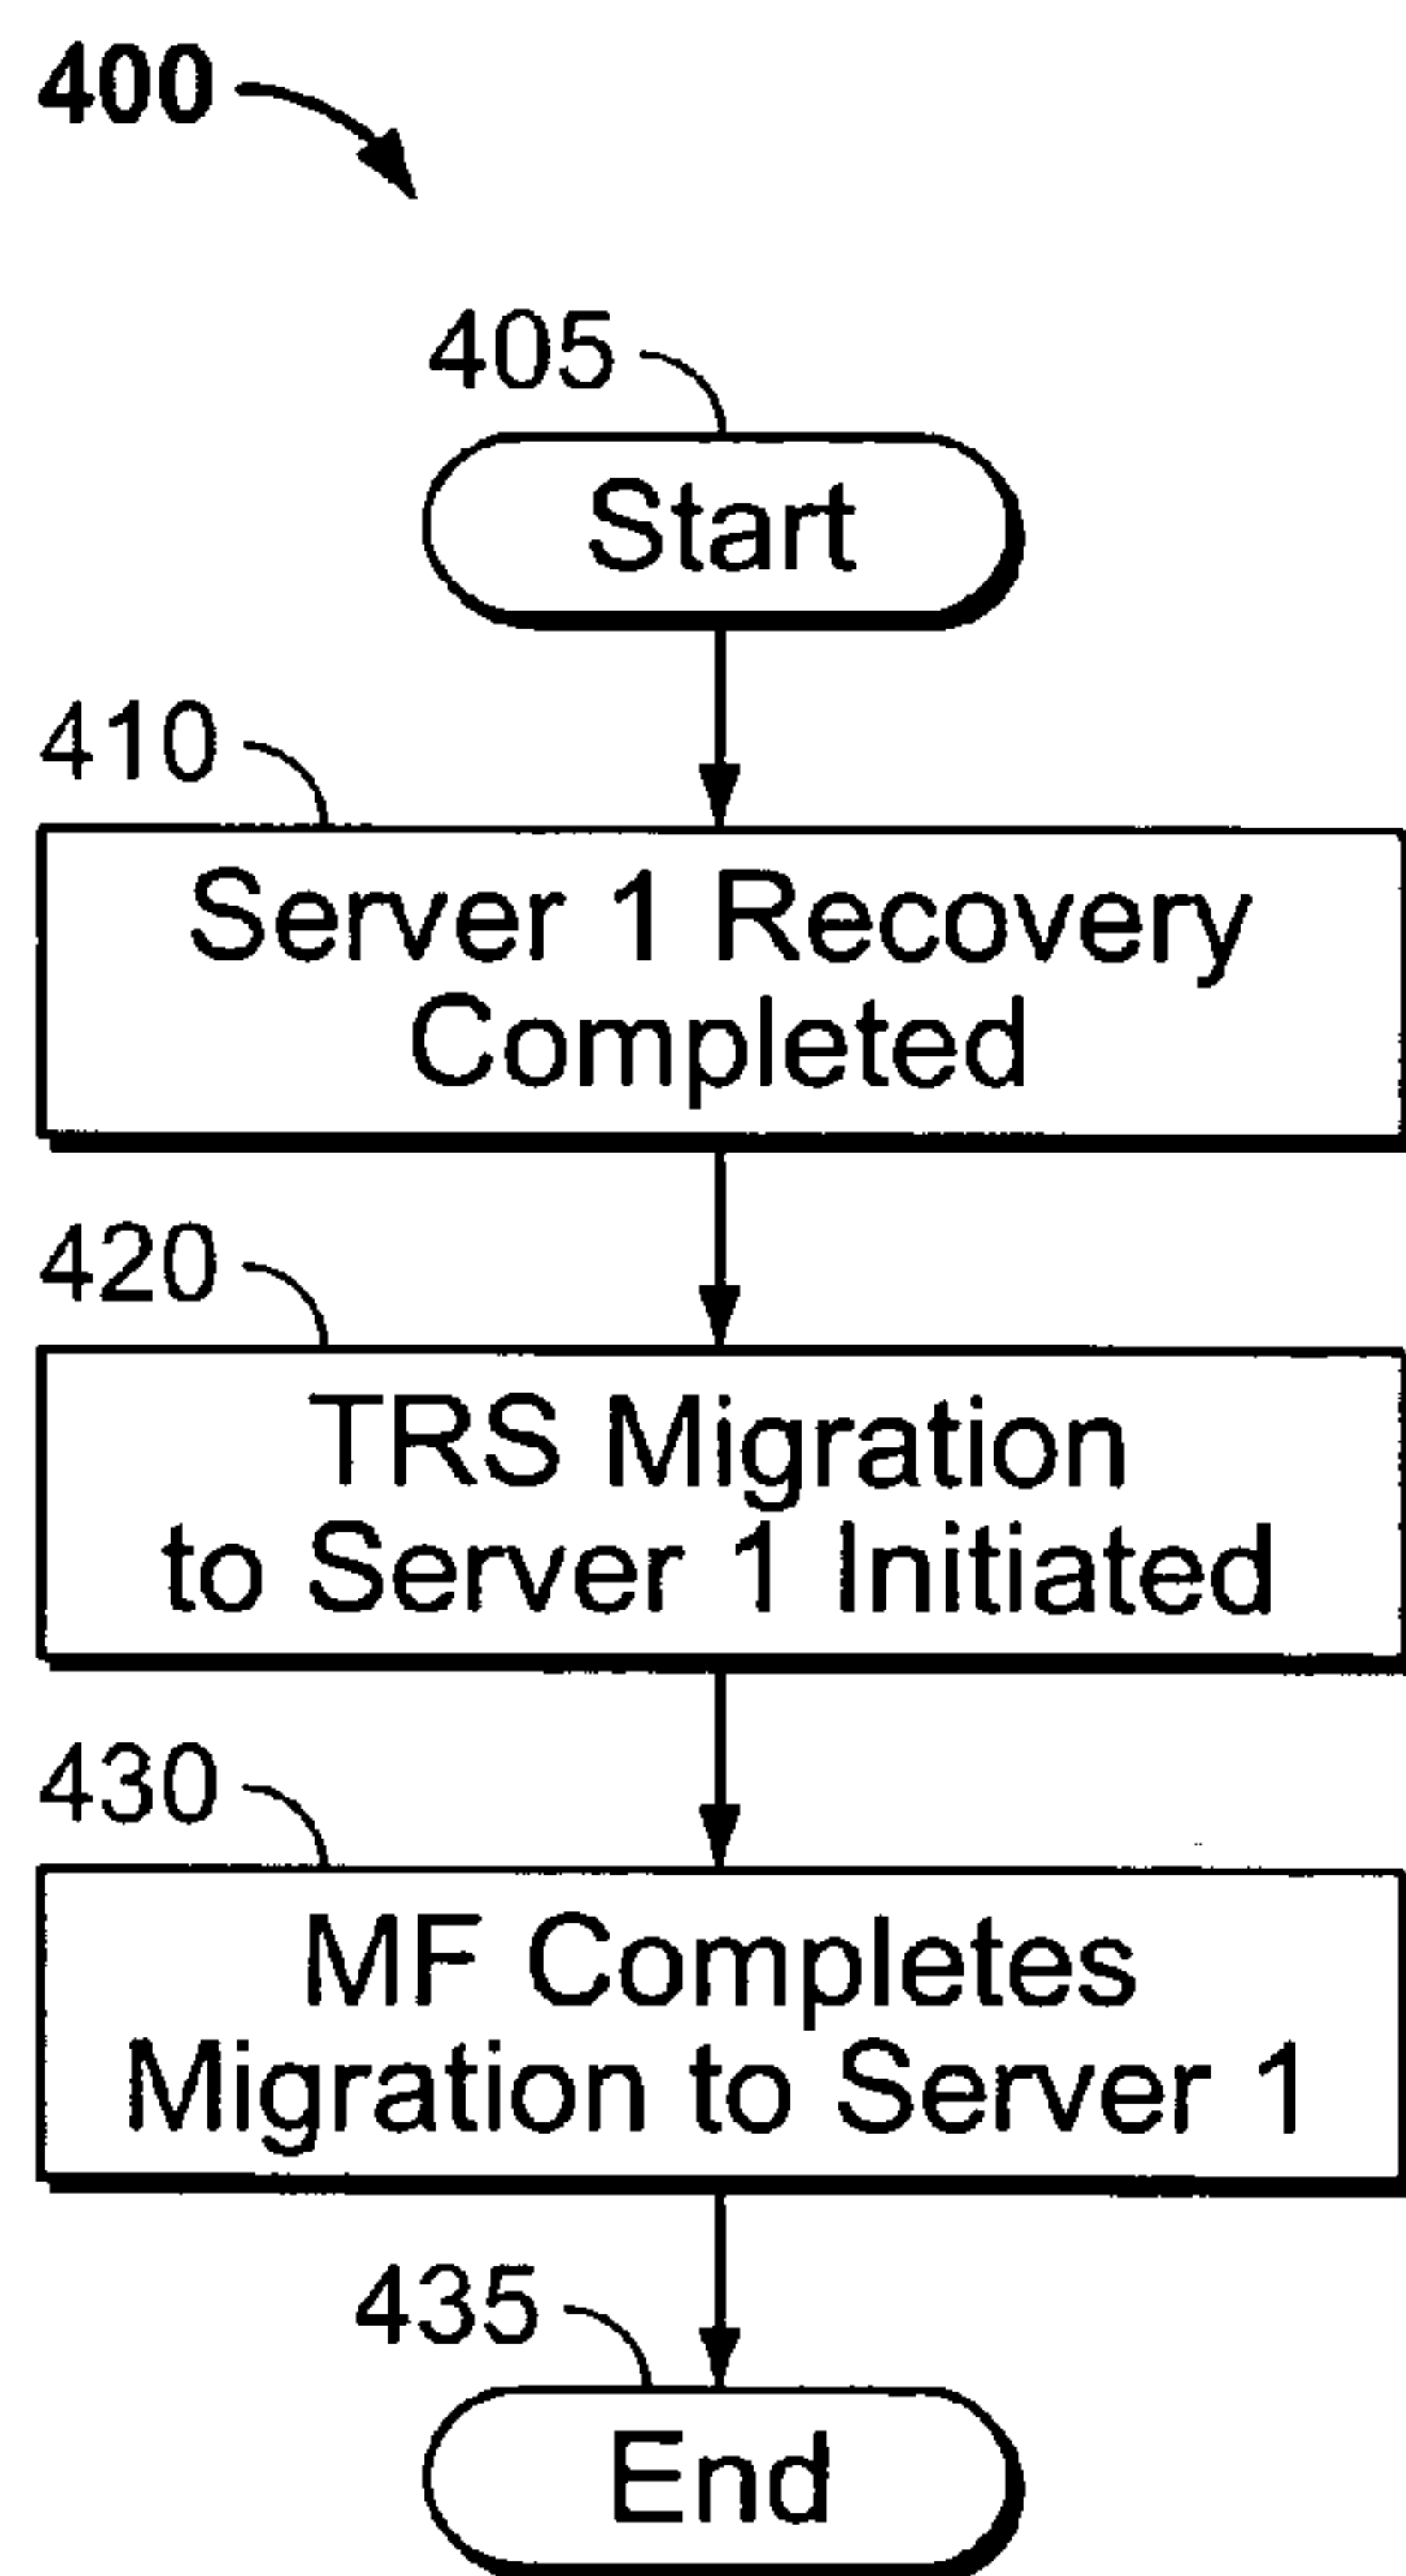 400
405
Start
410
Server 1 Recovery
Completed
420
TRS Migration
to Server 1 Initiated
430
MF Completes
Migration to Server 1
435
End